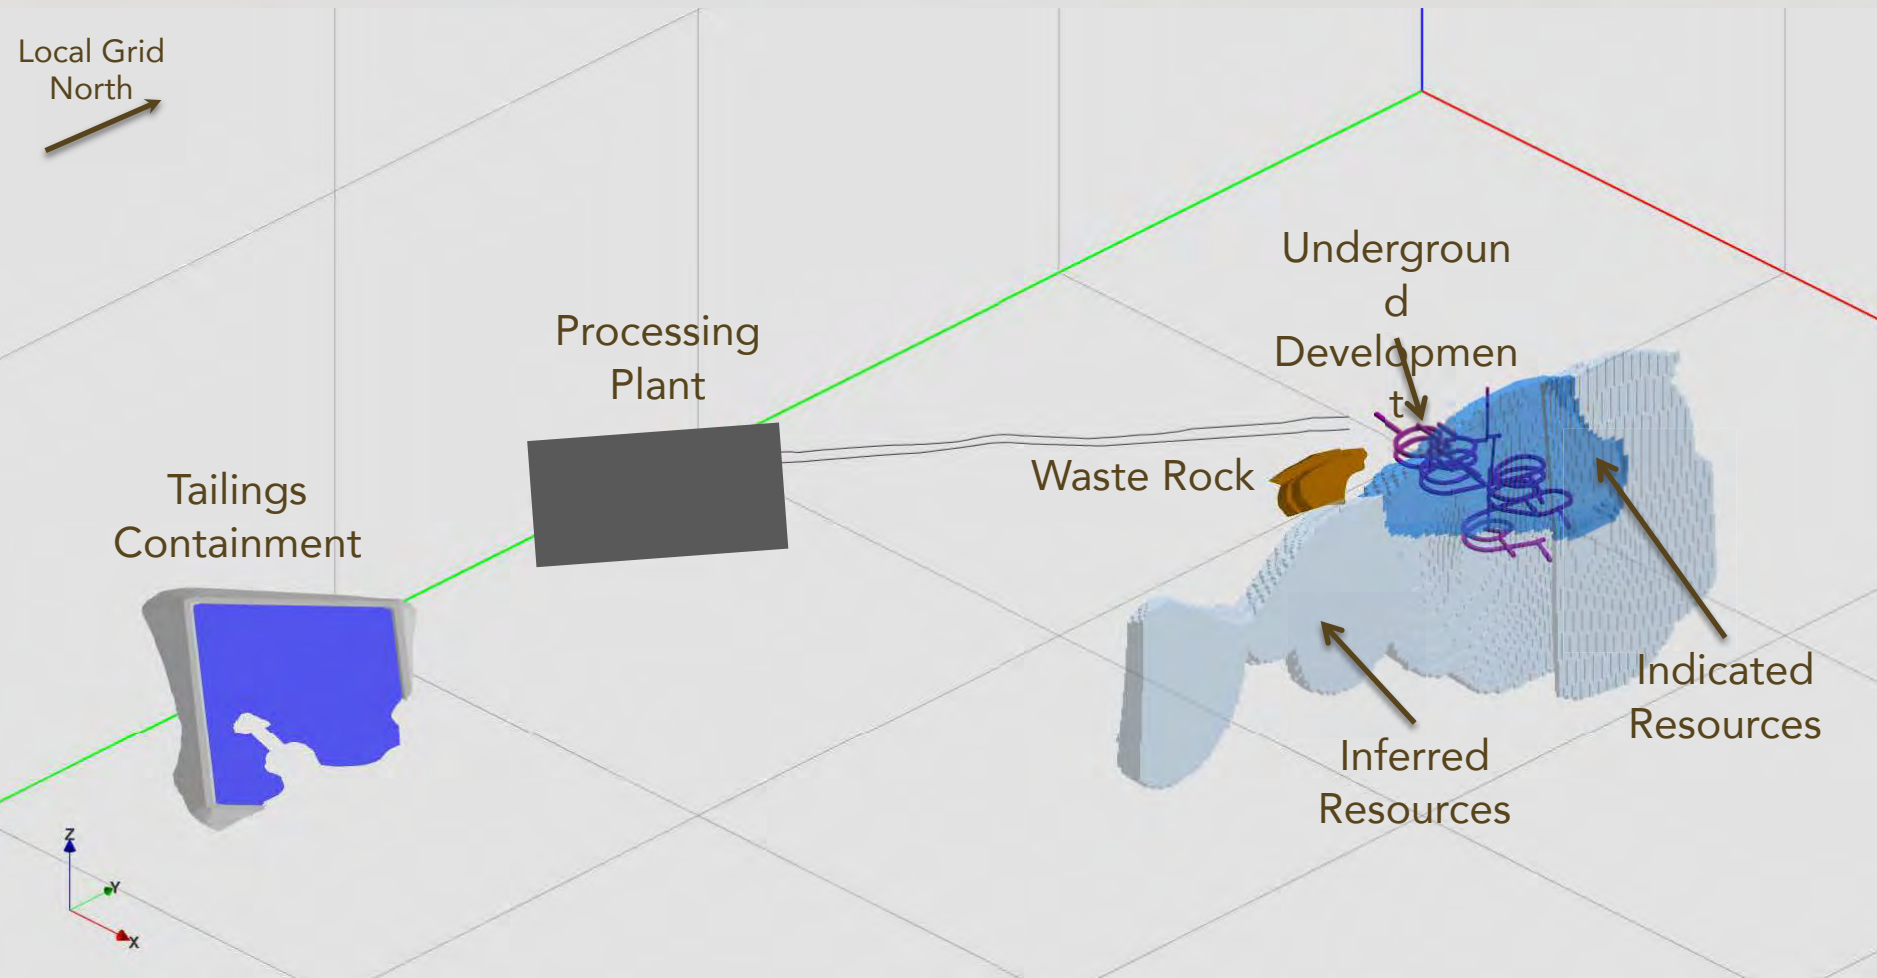 Local Grid
North
Undergroun
d
Developmen
t
Processing
Plant
Waste Rock
Tailings
Containment
Indicated
Resources
Inferred
Resources
Z
Y
X